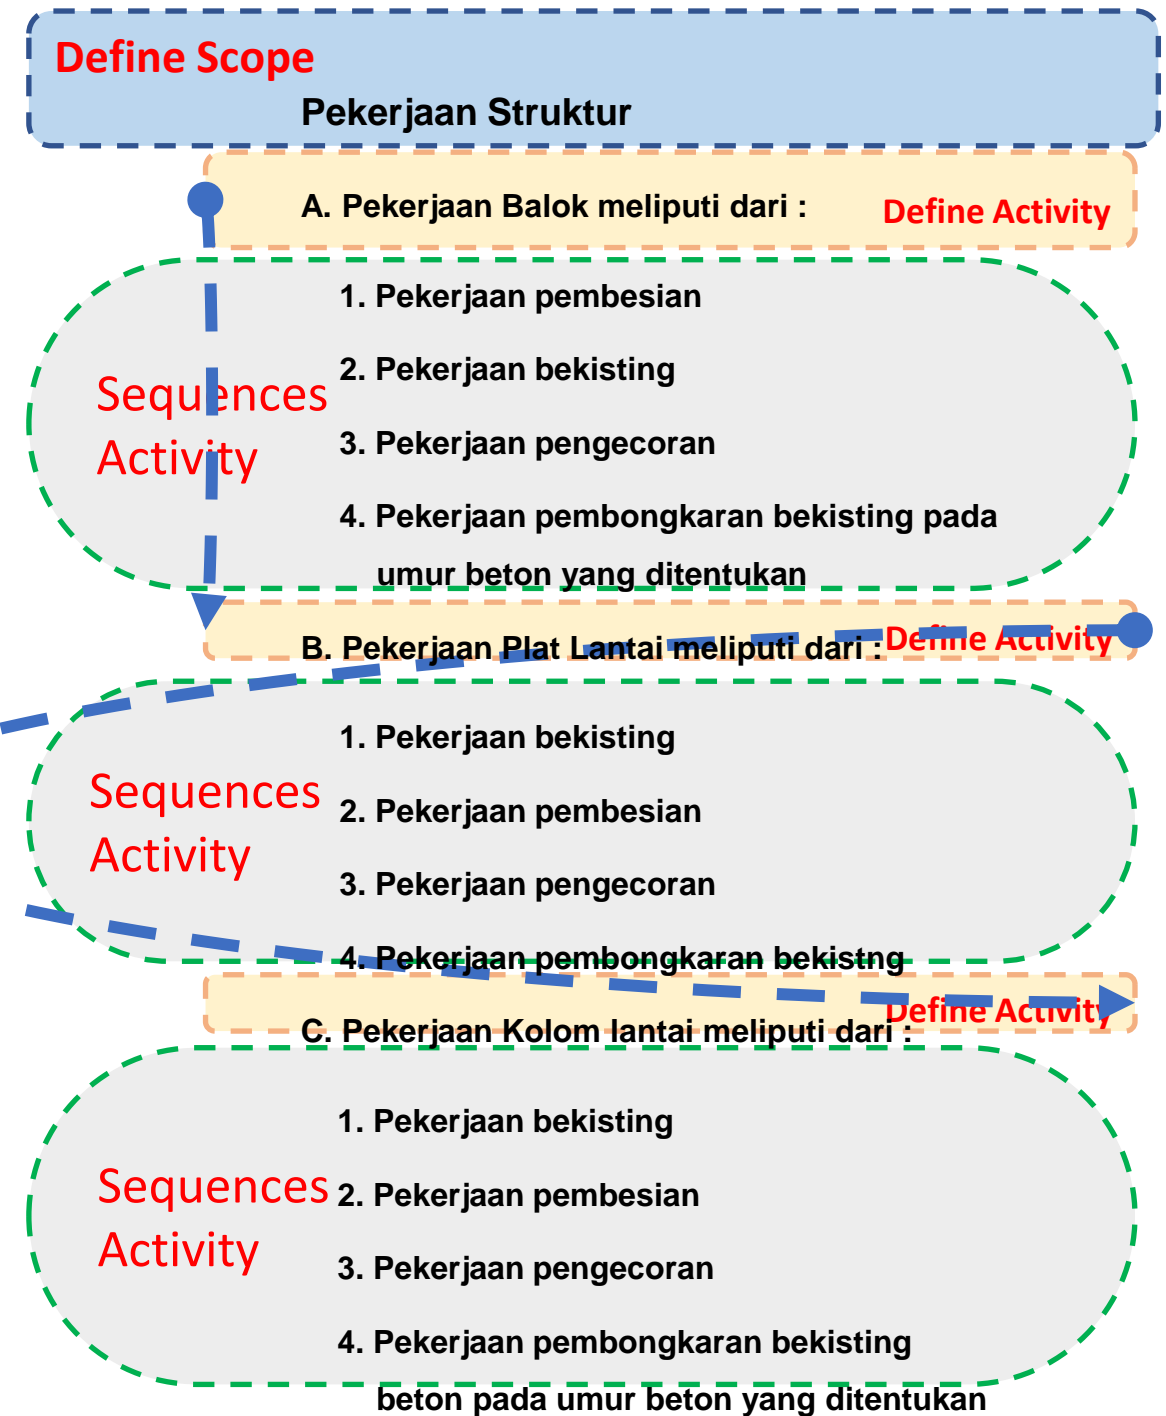 Define Scope
Pekerjaan Struktur
A. Pekerjaan Balok meliputi dari :
Define Activity
1. Pekerjaan pembesian
2. Pekerjaan bekisting
3. Pekerjaan pengecoran
4. Pekerjaan pembongkaran bekisting pada
umur beton yang ditentukan
Sequences
Activity
B. Pekerjaan Plat Lantai meliputi dari :
Define Activity
1. Pekerjaan bekisting
2. Pekerjaan pembesian
3. Pekerjaan pengecoran
4. Pekerjaan pembongkaran bekistng
Sequences
Activity
C. Pekerjaan Kolom lantai meliputi dari :
Define Activity
1. Pekerjaan bekisting
2. Pekerjaan pembesian
3. Pekerjaan pengecoran
4. Pekerjaan pembongkaran bekisting
beton pada umur beton yang ditentukan
Sequences
Activity